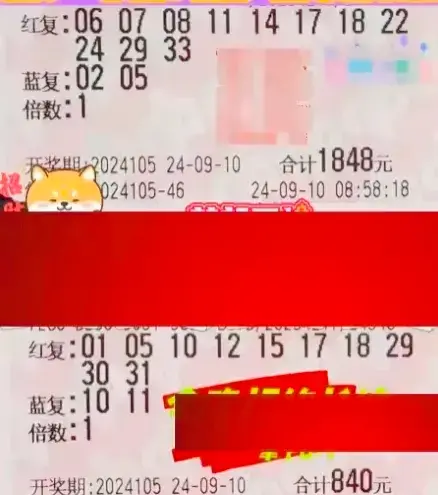 红复:06 07 08 11 14 17 18 22
24 29 33
蓝复:02 05
倍数:1
开奖期:2024105 24-09-10 合计1848元
招
024105-46 24-09-10 08:58:18
红复:01 05 10 12 15 17 18 29
30 31
蓝复:10 11
倍数:1
开奖期:2024105 24-09-10 合计840元